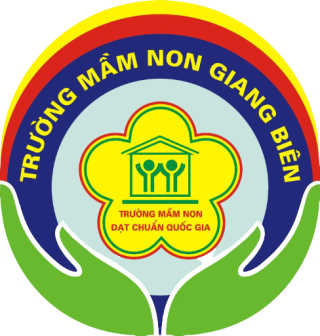 TRƯỜNG MẦM NON GIANG BIÊN
TRƯỜNG MẦM NON
ĐẠT CHUẨN QUỐC GIA